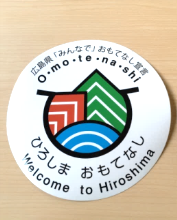 広島県「みんなで」おもてなし宣言
O・mo・te・na・shi
ひろしま おもてなし
Welcome to Hiroshima